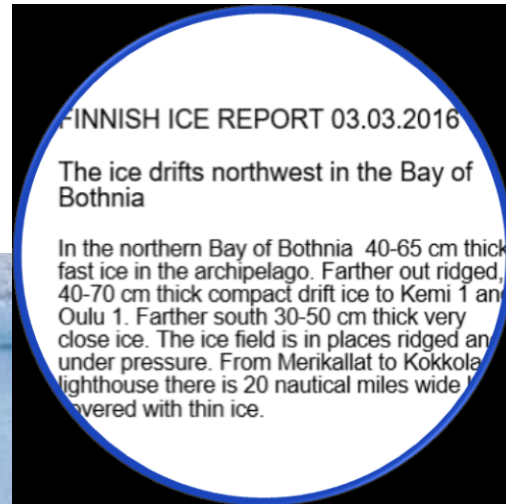 FINNISH ICE REPORT 03.03.2016
The ice drifts northwest in the Bay of
Bothnia
In the northern Bay of Bothnia 40-65 cm thick
fast ice in the archipelago. Farther out ridged,
40-70 cm thick compact drift ice to Kemi 1 and
Oulu 1. Farther south 30-50 cm thick very
close ice. The ice field is in places ridged and
under pressure. From Merikallat to Kokkola
lighthouse there is 20 nautical miles wide
covered with thin ice.